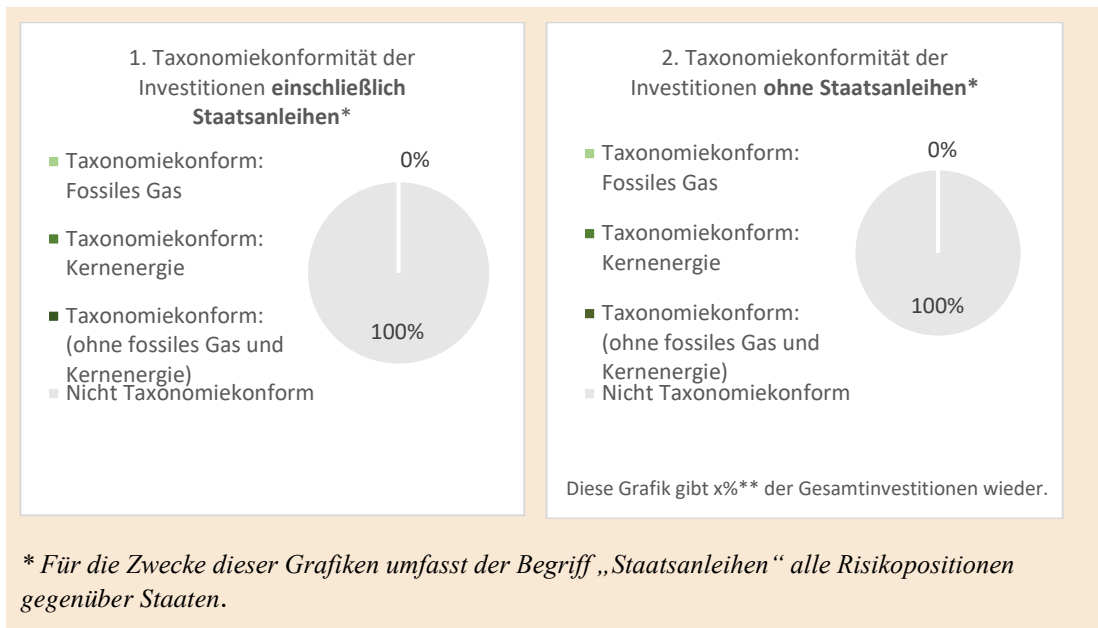 1. Taxonomiekonformität der
Investitionen einschließlich
Staatsanleihen*
Taxonomiekonform:
Fossiles Gas
Taxonomiekonform:
Kernenergie
Taxonomiekonform:
(ohne fossiles Gas und
Kernenergie)
Nicht Taxonomiekonform
0%
100%
2. Taxonomiekonformität der
Investitionen ohne Staatsanleihen*
Taxonomiekonform:
Fossiles Gas
Taxonomiekonform:
Kernenergie
Taxonomiekonform:
(ohne fossiles Gas und
Kernenergie)
Nicht Taxonomiekonform
0%
100%
Diese Grafik gibt x%** der Gesamtinvestitionen wieder.
* Für die Zwecke dieser Grafiken umfasst der Begriff „Staatsanleihen“ alle Risikopositionen
gegenüber Staaten.